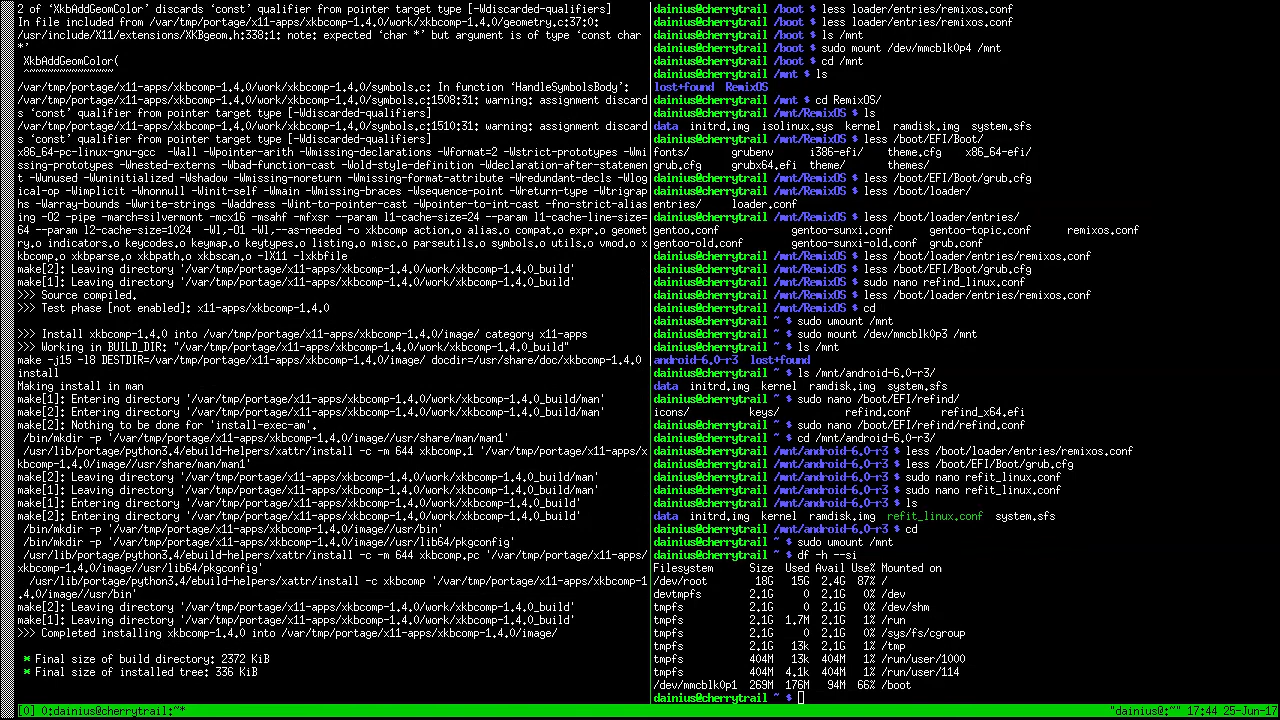 2 of ‘XkbAddGeomColor’ discards ‘const’ qualifier from pointer target type [-Wdiscarded-qualifiers]
In file included from /var/tmp/portage/x11-apps/xkbcomp-1.4.0/work/xkbcomp-1.4.0/geometry.c:37:0:
/usr/include/X11/extensions/XKBgeom.h:338:1: note: expected ‘char *’ but argument is of type ‘const char
*’
 XkbAddGeomColor(
 ^~~~~~~~~~~~~~~
/var/tmp/portage/x11-apps/xkbcomp-1.4.0/work/xkbcomp-1.4.0/symbols.c: In function ‘HandleSymbolsBody’:
/var/tmp/portage/x11-apps/xkbcomp-1.4.0/work/xkbcomp-1.4.0/symbols.c:1508:31: warning: assignment discard
s ‘const’ qualifier from pointer target type [-Wdiscarded-qualifiers]
/var/tmp/portage/x11-apps/xkbcomp-1.4.0/work/xkbcomp-1.4.0/symbols.c:1510:31: warning: assignment discard
s ‘const’ qualifier from pointer target type [-Wdiscarded-qualifiers]
x86_64-pc-linux-gnu-gcc  -Wall -Wpointer-arith -Wmissing-declarations -Wformat=2 -Wstrict-prototypes -Wmi
ssing-prototypes -Wnested-externs -Wbad-function-cast -Wold-style-definition -Wdeclaration-after-statemen
t -Wunused -Wuninitialized -Wshadow -Wmissing-noreturn -Wmissing-format-attribute -Wredundant-decls -Wlog
ical-op -Wimplicit -Wnonnull -Winit-self -Wmain -Wmissing-braces -Wsequence-point -Wreturn-type -Wtrigrap
hs -Warray-bounds -Wwrite-strings -Waddress -Wint-to-pointer-cast -Wpointer-to-int-cast -fno-strict-alias
ing -O2 -pipe -march=silvermont -mcx16 -msahf -mfxsr --param l1-cache-size=24 --param l1-cache-line-size=
64 --param l2-cache-size=1024  -Wl,-O1 -Wl,--as-needed -o xkbcomp action.o alias.o compat.o expr.o geomet
ry.o indicators.o keycodes.o keymap.o keytypes.o listing.o misc.o parseutils.o symbols.o utils.o vmod.o x
kbcomp.o xkbparse.o xkbpath.o xkbscan.o -lX11 -lxkbfile
make[2]: Leaving directory '/var/tmp/portage/x11-apps/xkbcomp-1.4.0/work/xkbcomp-1.4.0_build'
make[1]: Leaving directory '/var/tmp/portage/x11-apps/xkbcomp-1.4.0/work/xkbcomp-1.4.0_build'
>>> Source compiled.
>>> Test phase [not enabled]: x11-apps/xkbcomp-1.4.0
>>> Install xkbcomp-1.4.0 into /var/tmp/portage/x11-apps/xkbcomp-1.4.0/image/ category x11-apps
>>> Working in BUILD_DIR: "/var/tmp/portage/x11-apps/xkbcomp-1.4.0/work/xkbcomp-1.4.0_build"
make -j15 -l8 DESTDIR=/var/tmp/portage/x11-apps/xkbcomp-1.4.0/image/ docdir=/usr/share/doc/xkbcomp-1.4.0
install
Making install in man
make[1]: Entering directory '/var/tmp/portage/x11-apps/xkbcomp-1.4.0/work/xkbcomp-1.4.0_build/man'
make[2]: Entering directory '/var/tmp/portage/x11-apps/xkbcomp-1.4.0/work/xkbcomp-1.4.0_build/man'
make[2]: Nothing to be done for 'install-exec-am'.
 /bin/mkdir -p '/var/tmp/portage/x11-apps/xkbcomp-1.4.0/image//usr/share/man/man1'
 /usr/lib/portage/python3.4/ebuild-helpers/xattr/install -c -m 644 xkbcomp.1 '/var/tmp/portage/x11-apps/x
kbcomp-1.4.0/image//usr/share/man/man1'
make[2]: Leaving directory '/var/tmp/portage/x11-apps/xkbcomp-1.4.0/work/xkbcomp-1.4.0_build/man'
make[1]: Leaving directory '/var/tmp/portage/x11-apps/xkbcomp-1.4.0/work/xkbcomp-1.4.0_build/man'
make[1]: Entering directory '/var/tmp/portage/x11-apps/xkbcomp-1.4.0/work/xkbcomp-1.4.0_build'
make[2]: Entering directory '/var/tmp/portage/x11-apps/xkbcomp-1.4.0/work/xkbcomp-1.4.0_build'
 /bin/mkdir -p '/var/tmp/portage/x11-apps/xkbcomp-1.4.0/image//usr/bin'
 /bin/mkdir -p '/var/tmp/portage/x11-apps/xkbcomp-1.4.0/image//usr/lib64/pkgconfig'
 /usr/lib/portage/python3.4/ebuild-helpers/xattr/install -c -m 644 xkbcomp.pc '/var/tmp/portage/x11-apps/
xkbcomp-1.4.0/image//usr/lib64/pkgconfig'
  /usr/lib/portage/python3.4/ebuild-helpers/xattr/install -c xkbcomp '/var/tmp/portage/x11-apps/xkbcomp-1
.4.0/image//usr/bin'
make[2]: Leaving directory '/var/tmp/portage/x11-apps/xkbcomp-1.4.0/work/xkbcomp-1.4.0_build'
make[1]: Leaving directory '/var/tmp/portage/x11-apps/xkbcomp-1.4.0/work/xkbcomp-1.4.0_build'
>>> Completed installing xkbcomp-1.4.0 into /var/tmp/portage/x11-apps/xkbcomp-1.4.0/image/
 * Final size of build directory: 2372 KiB
 * Final size of installed tree: 336 KiB
dainius@cherrytrail /boot $ less loader/entries/remixos.conf
dainius@cherrytrail /boot $ less loader/entries/remixos.conf
dainius@cherrytrail /boot $ ls /mnt
dainius@cherrytrail /boot $ sudo mount /dev/mmcblk0p4 /mnt
dainius@cherrytrail /boot $ cd /mnt
dainius@cherrytrail /mnt $ ls
lost+found  RemixOS
dainius@cherrytrail /mnt $ cd RemixOS/
dainius@cherrytrail /mnt/RemixOS $ ls
data  initrd.img  isolinux.sys  kernel  ramdisk.img  system.sfs
dainius@cherrytrail /mnt/RemixOS $ less /boot/EFI/Boot/
fonts/       grubenv      i386-efi/    theme.cfg    x86_64-efi/
grub.cfg     grubx64.efi  theme/       themes/
dainius@cherrytrail /mnt/RemixOS $ less /boot/EFI/Boot/grub.cfg
dainius@cherrytrail /mnt/RemixOS $ less /boot/loader/
entries/     loader.conf
dainius@cherrytrail /mnt/RemixOS $ less /boot/loader/entries/
gentoo.conf            gentoo-sunxi.conf      gentoo-topic.conf      remixos.conf
gentoo-old.conf        gentoo-sunxi-old.conf  grub.conf
dainius@cherrytrail /mnt/RemixOS $ less /boot/loader/entries/remixos.conf
dainius@cherrytrail /mnt/RemixOS $ less /boot/EFI/Boot/grub.cfg
dainius@cherrytrail /mnt/RemixOS $ sudo nano refind_linux.conf
dainius@cherrytrail /mnt/RemixOS $ less /boot/loader/entries/remixos.conf
dainius@cherrytrail /mnt/RemixOS $ cd
dainius@cherrytrail ~ $ sudo umount /mnt
dainius@cherrytrail ~ $ sudo mount /dev/mmcblk0p3 /mnt
dainius@cherrytrail ~ $ ls /mnt
android-6.0-r3  lost+found
dainius@cherrytrail ~ $ ls /mnt/android-6.0-r3/
data  initrd.img  kernel  ramdisk.img  system.sfs
dainius@cherrytrail ~ $ sudo nano /boot/EFI/refind/
icons/          keys/           refind.conf     refind_x64.efi
dainius@cherrytrail ~ $ sudo nano /boot/EFI/refind/refind.conf
dainius@cherrytrail ~ $ cd /mnt/android-6.0-r3/
dainius@cherrytrail /mnt/android-6.0-r3 $ less /boot/loader/entries/remixos.conf
dainius@cherrytrail /mnt/android-6.0-r3 $ less /boot/EFI/Boot/grub.cfg
dainius@cherrytrail /mnt/android-6.0-r3 $ sudo nano refit_linux.conf
dainius@cherrytrail /mnt/android-6.0-r3 $ sudo nano refit_linux.conf
dainius@cherrytrail /mnt/android-6.0-r3 $ ls
data  initrd.img  kernel  ramdisk.img  refit_linux.conf  system.sfs
dainius@cherrytrail /mnt/android-6.0-r3 $ cd
dainius@cherrytrail ~ $ sudo umount /mnt
dainius@cherrytrail ~ $ df -h --si
Filesystem      Size  Used Avail Use% Mounted on
/dev/root        18G   15G  2.4G  87% /
devtmpfs        2.1G     0  2.1G   0% /dev
tmpfs           2.1G     0  2.1G   0% /dev/shm
tmpfs           2.1G  1.7M  2.1G   1% /run
tmpfs           2.1G     0  2.1G   0% /sys/fs/cgroup
tmpfs           2.1G   13k  2.1G   1% /tmp
tmpfs           404M   13k  404M   1% /run/user/1000
tmpfs           404M  4.1k  404M   1% /run/user/114
/dev/mmcblk0p1  269M  176M   94M  66% /boot
dainius@cherrytrail ~ $
[0] 0:dainius@cherrytrail:~*
"dainius@:~" 17:44 25-Jun-17